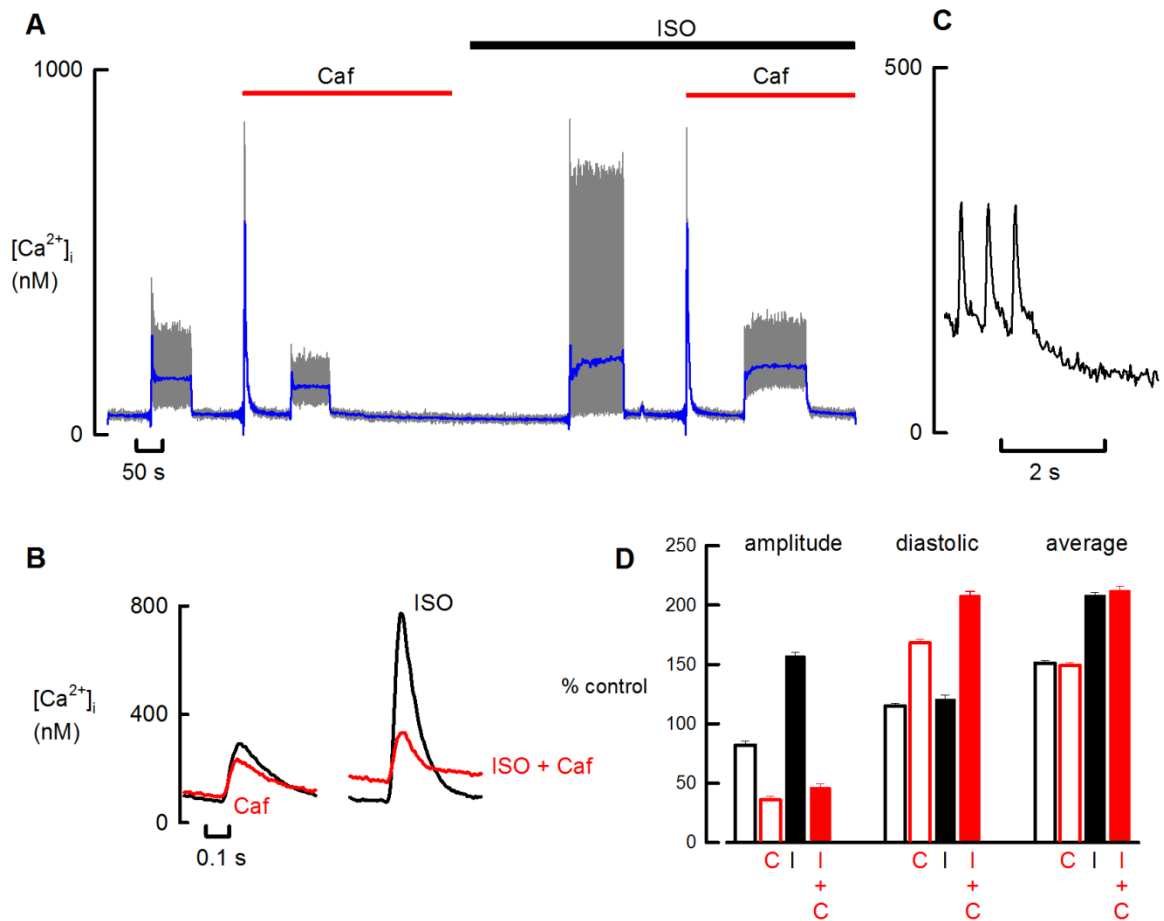 A
ISO
1000
Caf
Caf
[Ca²⁺]ᵢ
(nM)
0
50 s
C
500
0
2 s
B
800
ISO
[Ca²⁺]ᵢ
(nM)
400
ISO + Caf
Caf
0
0.1 s
D
250
amplitude
diastolic
average
200
150
% control
100
50
0
C I I
+
C
C I I
+
C
C I I
+
C